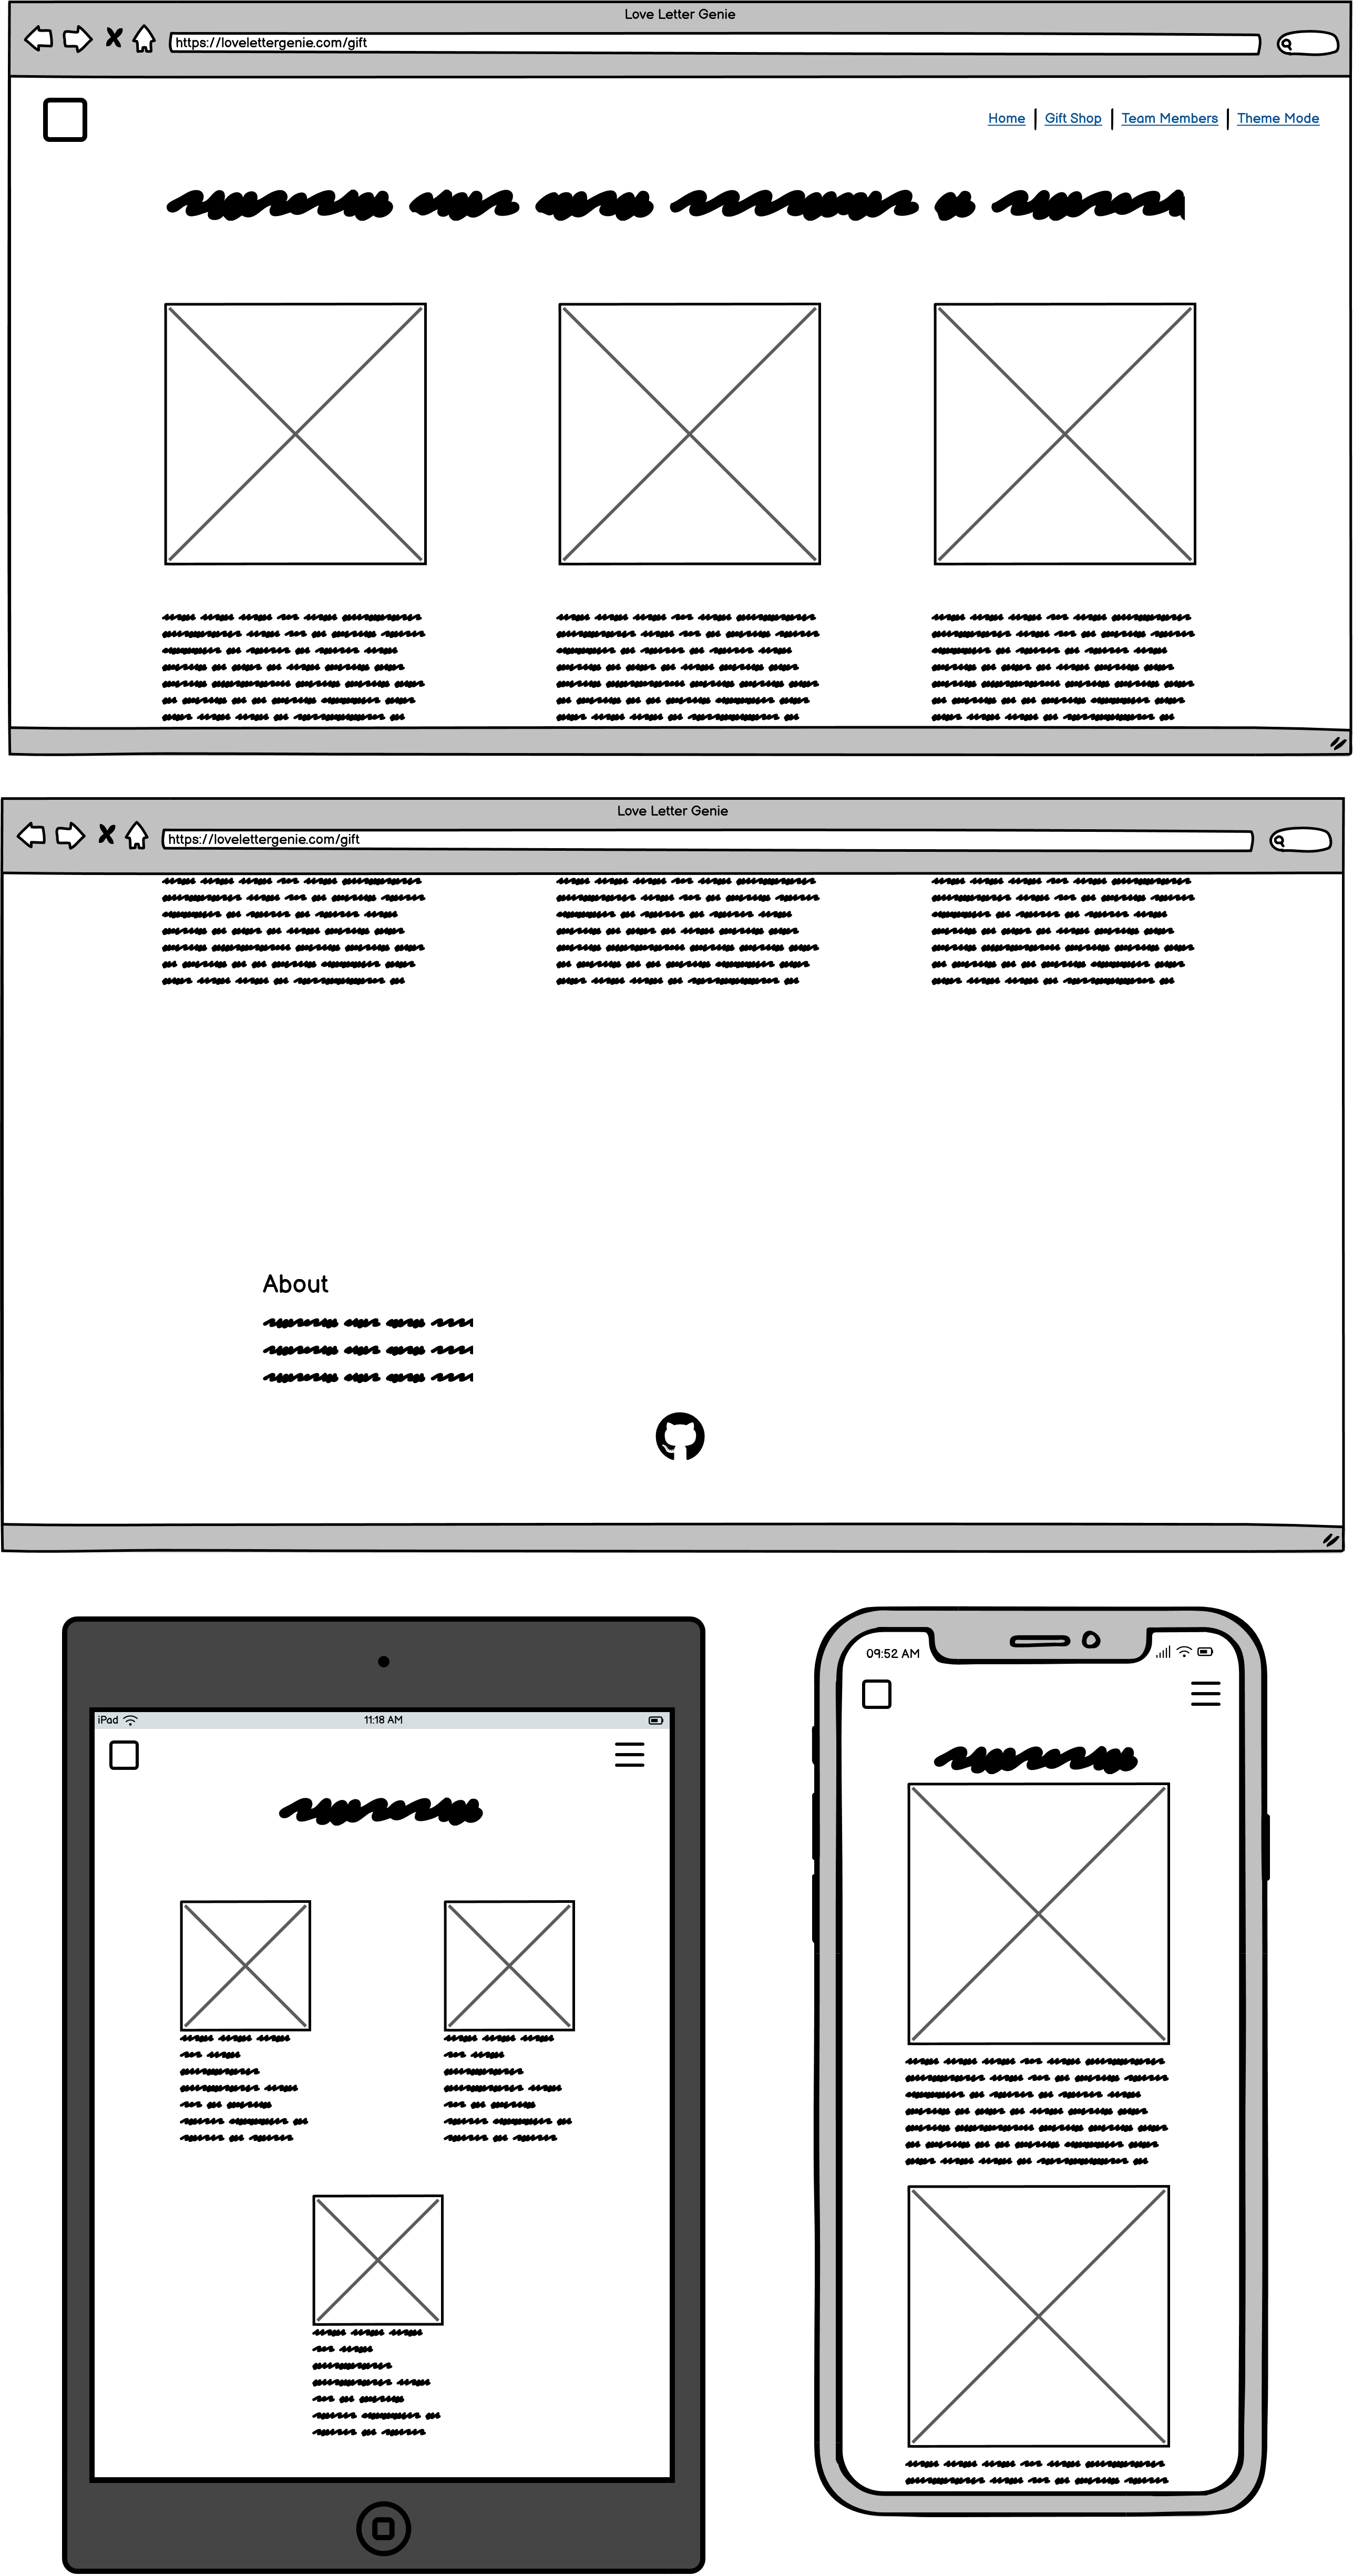 Love Letter Genie
https://lovelettergenie.com/gift
Home | Gift Shop | Team Members | Theme Mode
Love Letter Genie
https://lovelettergenie.com/gift
About
iPad 11:18 AM
09:52 AM